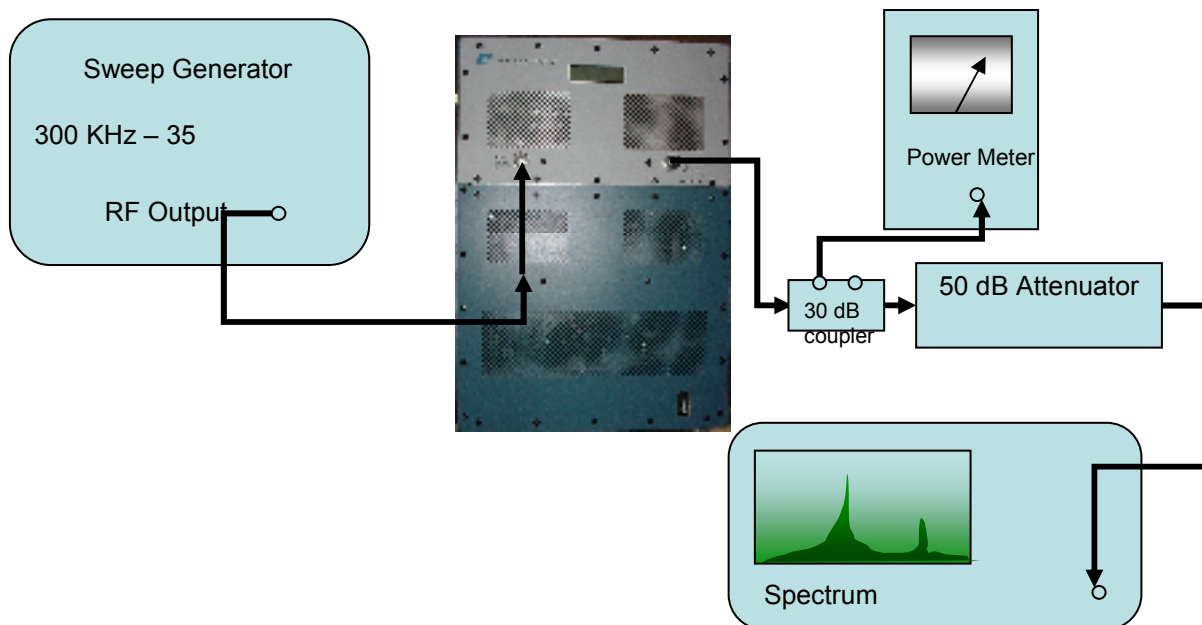 Sweep Generator
300 KHz – 35
RF Output
Power Meter
30 dB
coupler
50 dB Attenuator
Spectrum